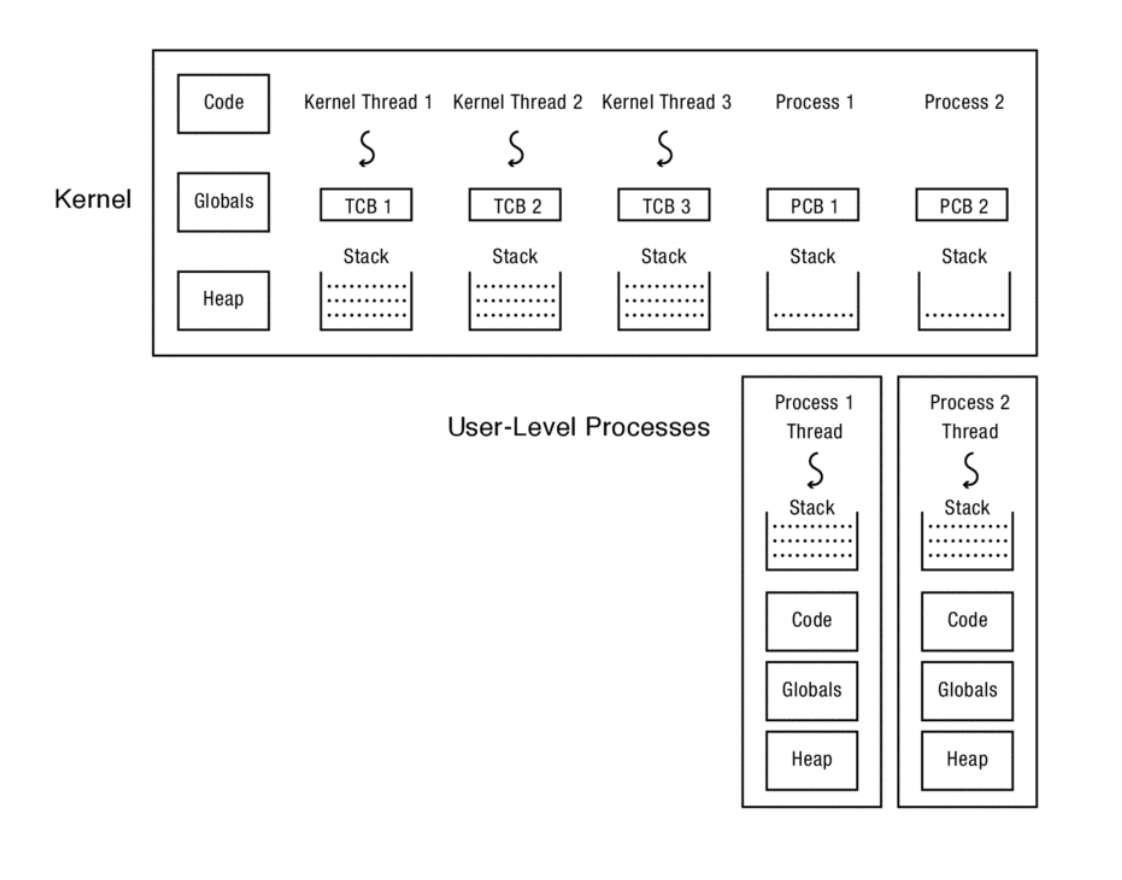 Code Kernel Thread 1 Kernel Thread 2 Kernel Thread 3 Process 1 Process 2
Kernel
Globals TCB 1 TCB 2 TCB 3 PCB 1 PCB 2
Stack Stack Stack Stack Stack
Heap
User-Level Processes
Process 1 Process 2
Thread Thread
Stack Stack
Code Code
Globals Globals
Heap Heap